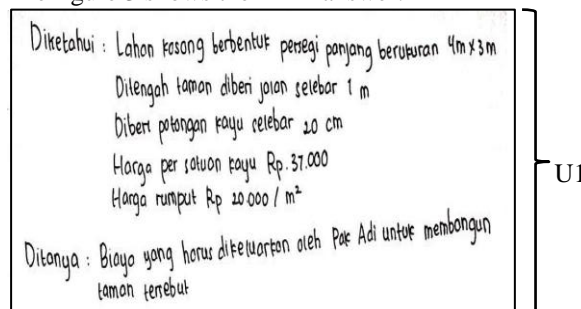 Diketahui : Lahan kosong berbentuk persegi panjang berukuran 4m x 3m
Ditengah taman diberi jalan selebar 1 m
Diberi potongan kayu selebar 20 cm
Harga per satuan kayu Rp. 37.000
Harga rumput Rp 20.000 / m²
Ditanya : Biaya yang harus dikeluarkan oleh Pak Adi untuk membangun
taman tersebut
U1